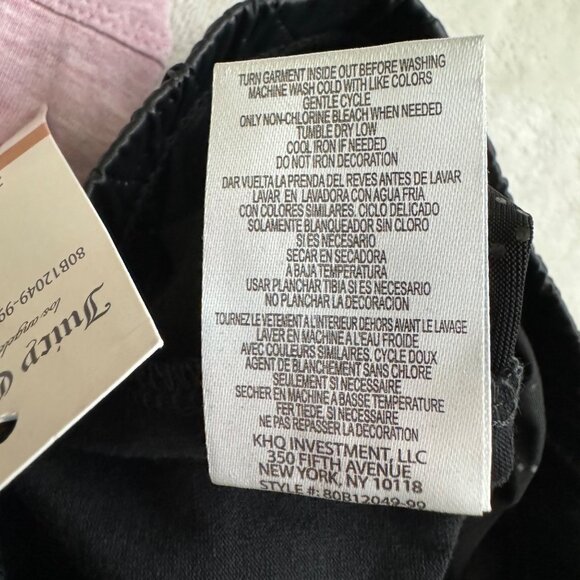 TURN GARMENT INSIDE OUT BEFORE WASHING
MACHINE WASH COLD WITH LIKE COLORS
GENTLE CYCLE
ONLY NON-CHLORINE BLEACH WHEN NEEDED
TUMBLE DRY LOW
COOL IRON IF NEEDED
DO NOT IRON DECORATION
DAR VUELTA LA PRENDA DEL REVES ANTES DE LAVAR
LAVAR EN LAVADORA CON AGUA FRIA
CON COLORES SIMILARES, CICLO DELICADO
SOLAMENTE BLANQUEADOR SIN CLORO
SI ES NECESARIO
SECAR EN SECADORA
A BAJA TEMPERATURA
USAR PLANCHAR TIBIA SI ES NECESARIO
NO PLANCHAR LA DECORACION
TOURNEZ LE VETEMENT A L'INTERIEUR DEHORS AVANT LE LAVAGE
LAVER EN MACHINE A L'EAU FROIDE
AVEC COULEURS SIMILAIRES, CYCLE DOUX
AGENT DE BLANCHIMENT SANS CHLORE
SEULEMENT SI NECESSAIRE
SECHER EN MACHINE A BASSE TEMPERATURE
FER TIEDE, SI NECESSAIRE
NE PAS REPASSER LA DECORATION
KHQ INVESTMENT, LLC
350 FIFTH AVENUE
NEW YORK, NY 10118
STYLE #: 80B12049-99
80B12049-99
Juicy
los angeles